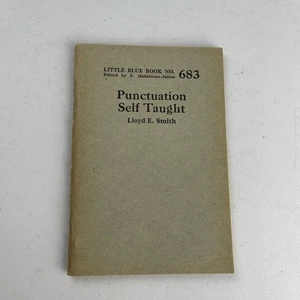 LITTLE BLUE BOOK NO. 683
Edited by E. Haldeman-Julius
Punctuation
Self Taught
Lloyd E. Smith